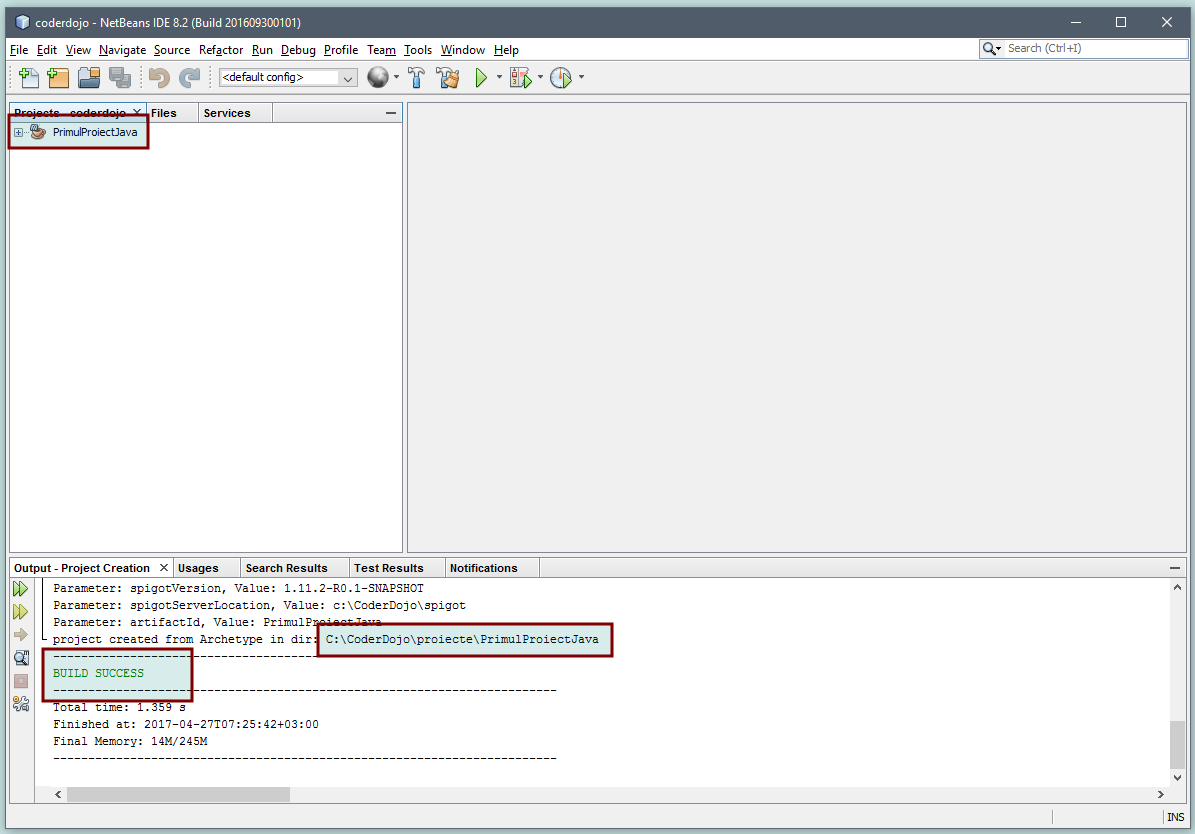 coderdojo - NetBeans IDE 8.2 (Build 201609300101)
File Edit View Navigate Source Refactor Run Debug Profile Team Tools Window Help
Search (Ctrl+I)
<default config>
Projects - coderdojo Files Services
PrimulProiectJava
Output - Project Creation Usages Search Results Test Results Notifications
Parameter: spigotVersion, Value: 1.11.2-R0.1-SNAPSHOT
Parameter: spigotServerLocation, Value: c:\CoderDojo\spigot
Parameter: artifactId, Value: PrimulProiectJava
project created from Archetype in dir: C:\CoderDojo\proiecte\PrimulProiectJava
------------------------------------------------------------------------
BUILD SUCCESS
------------------------------------------------------------------------
Total time: 1.359 s
Finished at: 2017-04-27T07:25:42+03:00
Final Memory: 14M/245M
------------------------------------------------------------------------
INS